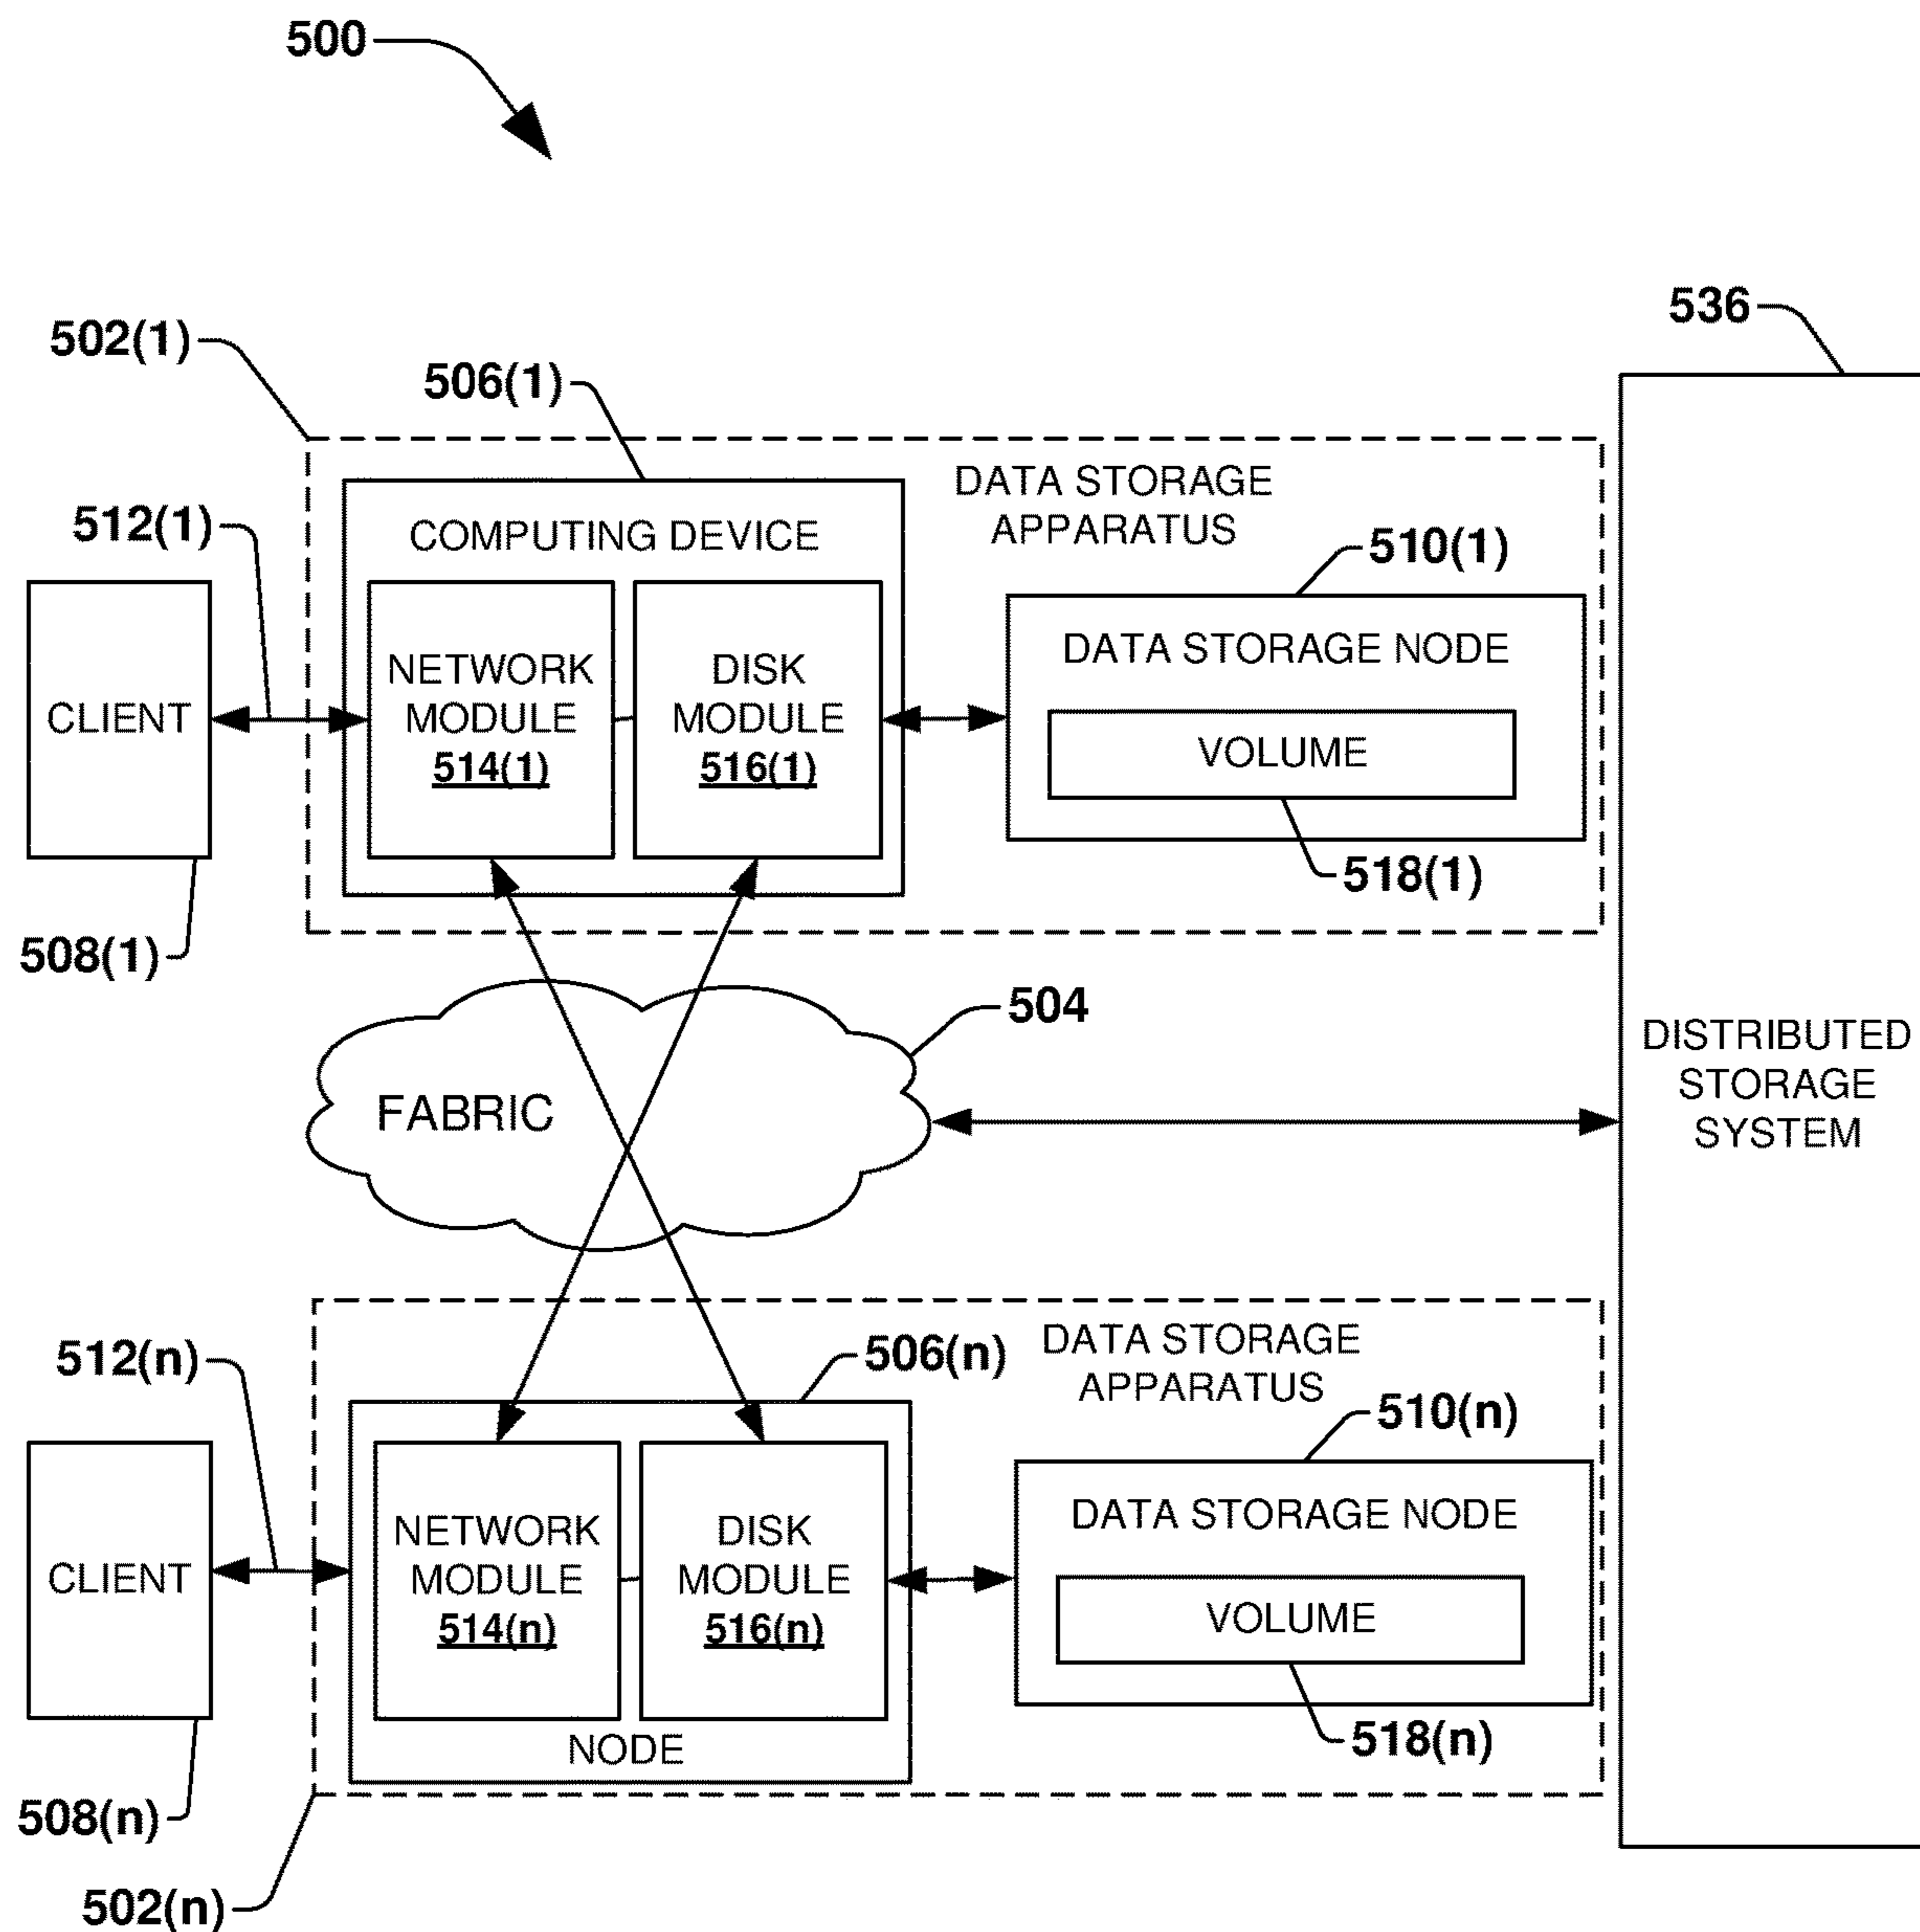 500
536
502(1)
506(1)
DATA STORAGE
APPARATUS
512(1)
COMPUTING DEVICE
510(1)
CLIENT
NETWORK
MODULE
514(1)
DISK
MODULE
516(1)
DATA STORAGE NODE
VOLUME
518(1)
508(1)
504
FABRIC
DISTRIBUTED
STORAGE
SYSTEM
512(n)
506(n)
DATA STORAGE
APPARATUS
510(n)
CLIENT
NETWORK
MODULE
514(n)
DISK
MODULE
516(n)
DATA STORAGE NODE
VOLUME
518(n)
NODE
508(n)
502(n)